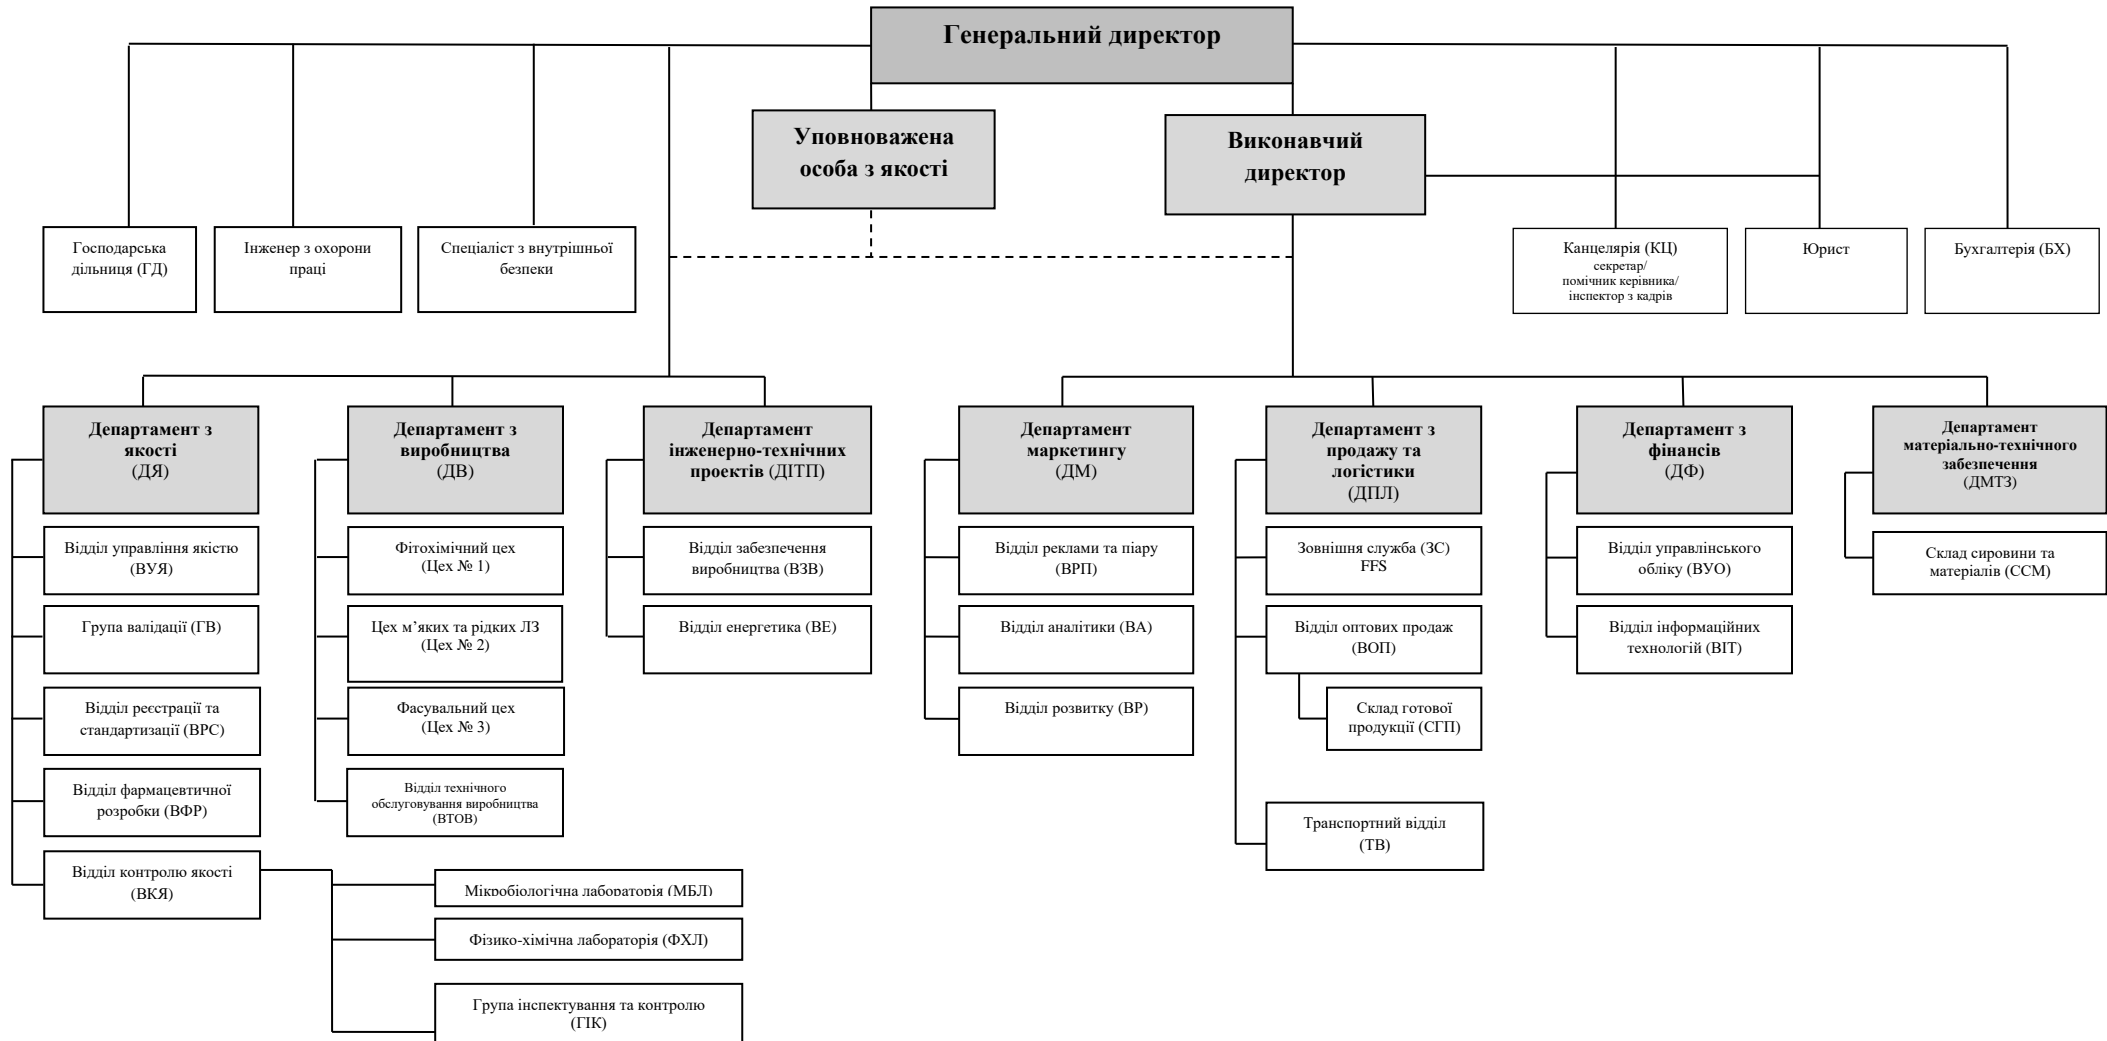 Генеральний директор
Уповноважена
особа з якості
Виконавчий
директор
Господарська
дільниця (ГД)
Інженер з охорони
праці
Спеціаліст з внутрішньої
безпеки
Канцелярія (КЦ)
секретар/
помічник керівника/
інспектор з кадрів
Юрист
Бухгалтерія (БХ)
Департамент з
якості
(ДЯ)
Департамент з
виробництва
(ДВ)
Департамент
інженерно-технічних
проектів (ДІТП)
Департамент
маркетингу
(ДМ)
Департамент з
продажу та
логістики
(ДПЛ)
Департамент з
фінансів
(ДФ)
Департамент
матеріально-технічного
забезпечення
(ДМТЗ)
Відділ управління якістю
(ВУЯ)
Група валідації (ГВ)
Відділ реєстрації та
стандартизації (ВРС)
Відділ фармацевтичної
розробки (ВФР)
Відділ контролю якості
(ВКЯ)
Мікробіологічна лабораторія (МБЛ)
Фізико-хімічна лабораторія (ФХЛ)
Група інспектування та контролю
(ГІК)
Фітохімічний цех
(Цех № 1)
Цех м’яких та рідких ЛЗ
(Цех № 2)
Фасувальний цех
(Цех № 3)
Відділ технічного
обслуговування виробництва
(ВТОВ)
Відділ забезпечення
виробництва (ВЗВ)
Відділ енергетика (ВЕ)
Відділ реклами та піару
(ВРП)
Відділ аналітики (ВА)
Відділ розвитку (ВР)
Зовнішня служба (ЗС)
FFS
Відділ оптових продаж
(ВОП)
Склад готової
продукції (СГП)
Транспортний відділ
(ТВ)
Відділ управлінського
обліку (ВУО)
Відділ інформаційних
технологій (ВІТ)
Склад сировини та
матеріалів (ССМ)